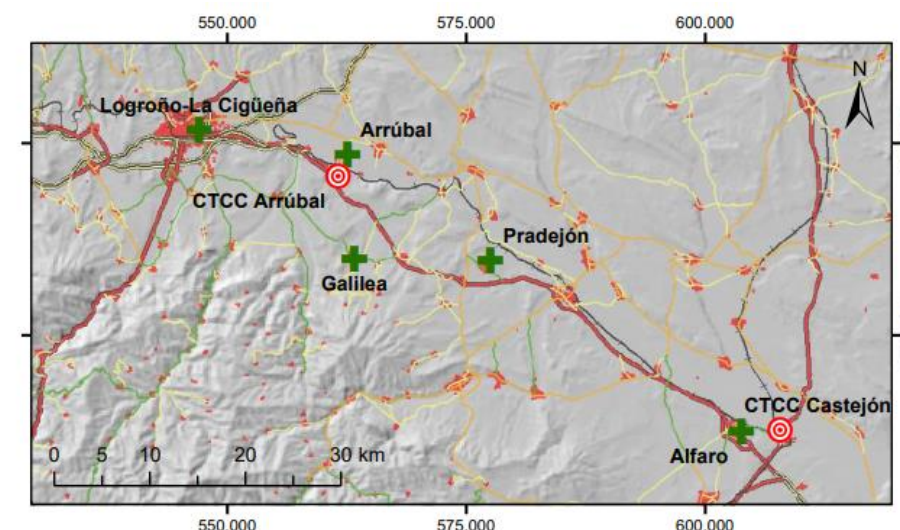 550.000 575.000 600.000
N
Logroño-La Cigüeña
Arrúbal
CTCC Arrúbal
Pradejón
Galilea
CTCC Castejón
Alfaro
0 5 10 20 30 km
550.000 575.000 600.000